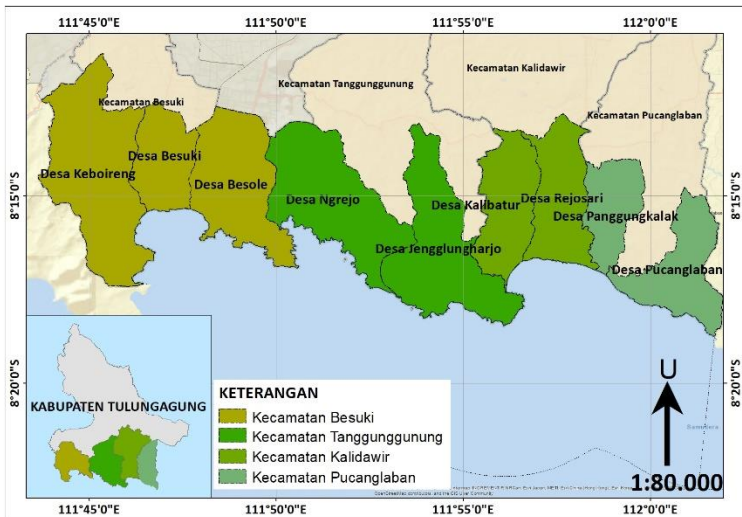 111°45'0"E 111°50'0"E 111°55'0"E 112°0'0"E
Kecamatan Kalidawir
Kecamatan Tanggunggunung
Kecamatan Besuki
Kecamatan Pucanglaban
Desa Besuki
Desa Keboireng
Desa Besole
Desa Ngrejo
Desa Kalibatur
Desa Rejosari
Desa Panggungkalak
Desa Jengglungharjo
Desa Pucanglaban
8°15'0"S 8°15'0"S
8°20'0"S 8°20'0"S
KABUPATEN TULUNGAGUNG
KETERANGAN
Kecamatan Besuki
Kecamatan Tanggunggunung
Kecamatan Kalidawir
Kecamatan Pucanglaban
U
1:80.000
111°45'0"E 111°50'0"E 111°55'0"E 112°0'0"E